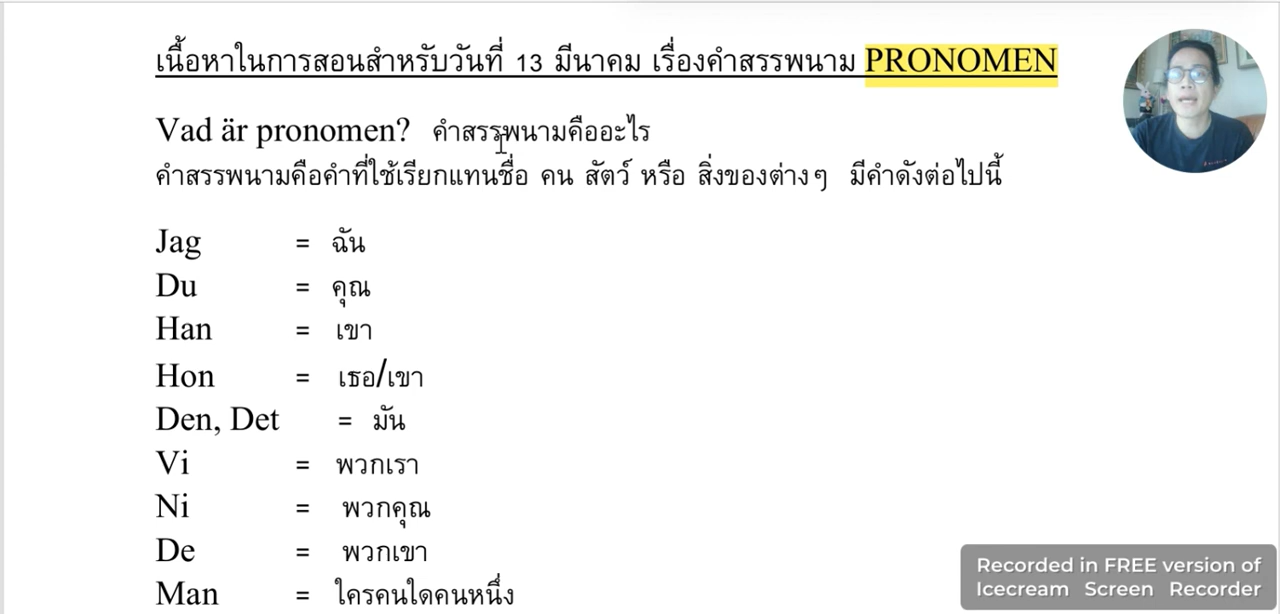 เนื้อหาในการสอนสำหรับวันที่ 13 มีนาคม เรื่องคำสรรพนาม PRONOMEN
Vad är pronomen? คำสรรพนามคืออะไร
คำสรรพนามคือคำที่ใช้เรียกแทนชื่อ คน สัตว์ หรือ สิ่งของต่างๆ มีคำดังต่อไปนี้
Jag = ฉัน
Du = คุณ
Han = เขา
Hon = เธอ/เขา
Den, Det = มัน
Vi = พวกเรา
Ni = พวกคุณ
De = พวกเขา
Man = ใครคนใดคนหนึ่ง
Recorded in FREE version of
Icecream Screen Recorder